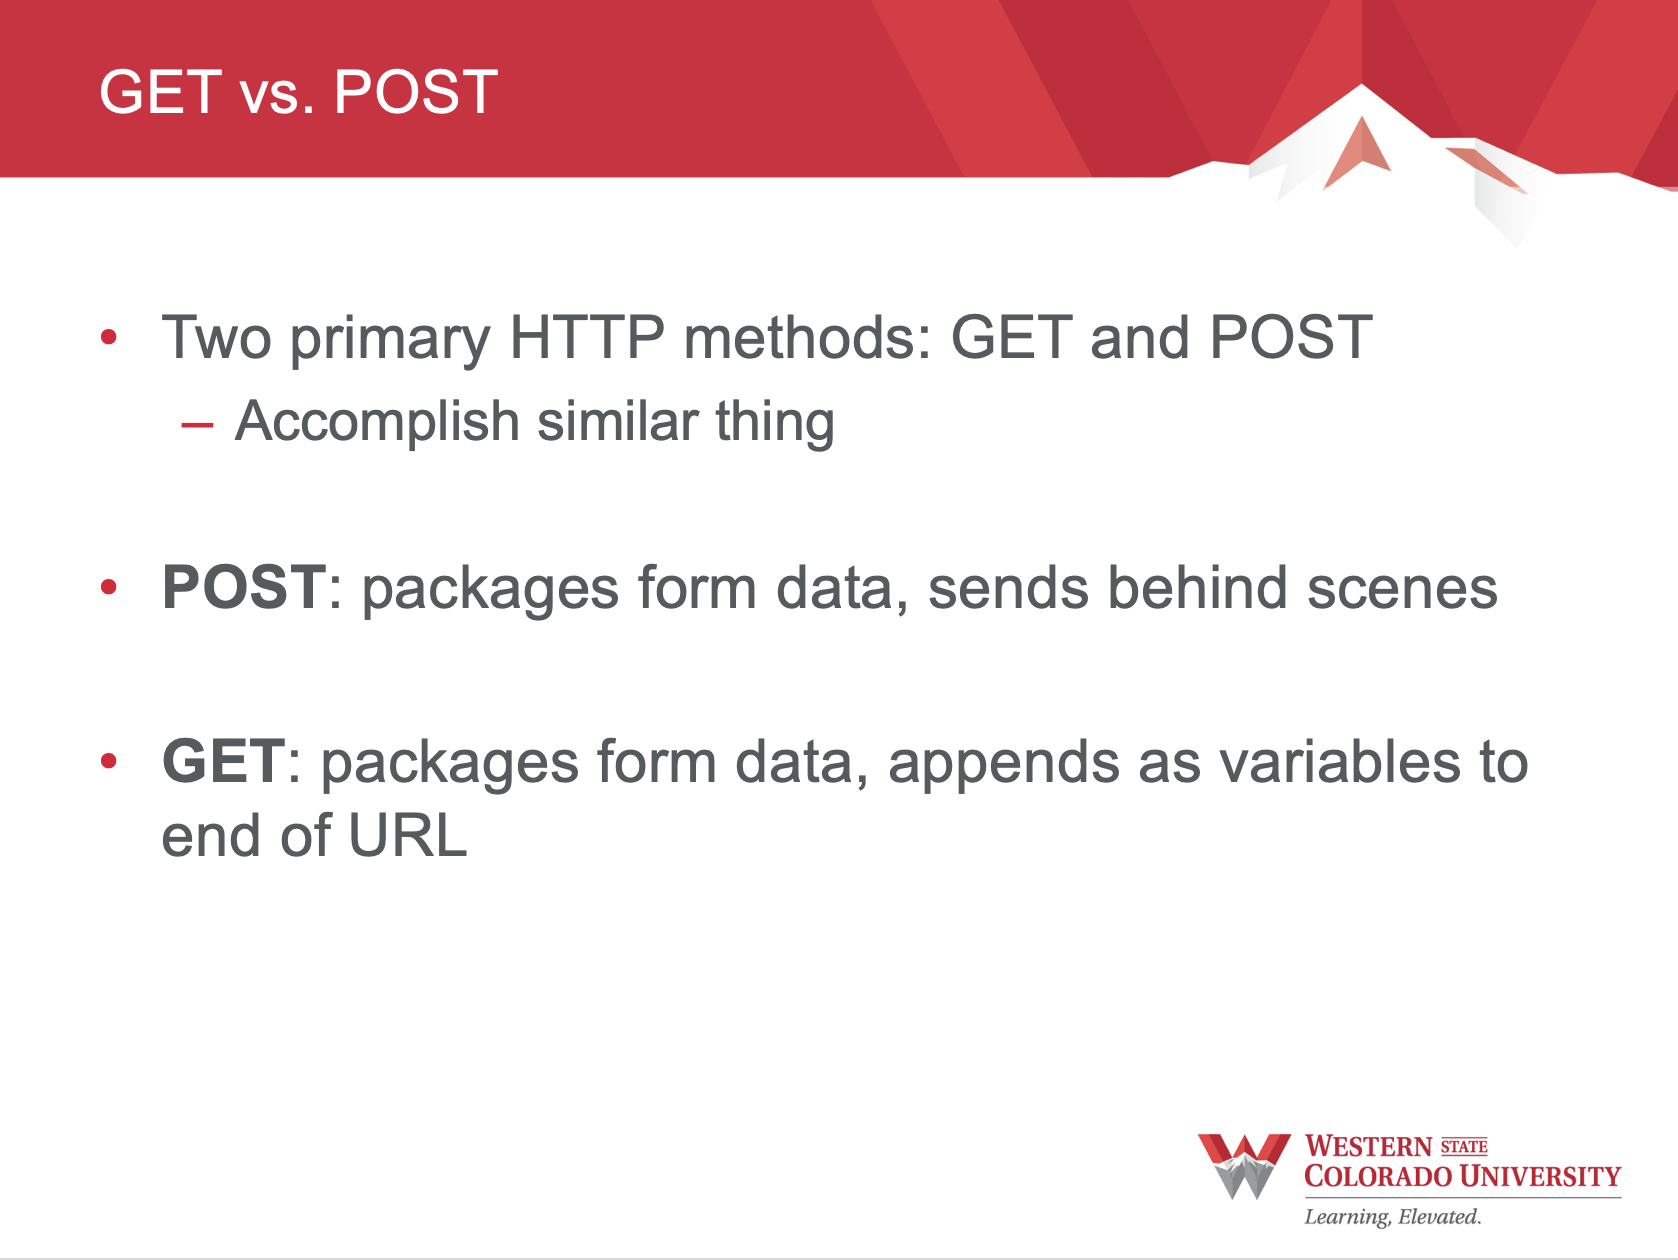 GET vs. POST
• Two primary HTTP methods: GET and POST
– Accomplish similar thing
• POST: packages form data, sends behind scenes
• GET: packages form data, appends as variables to
end of URL
WESTERN STATE
COLORADO UNIVERSITY
Learning, Elevated.